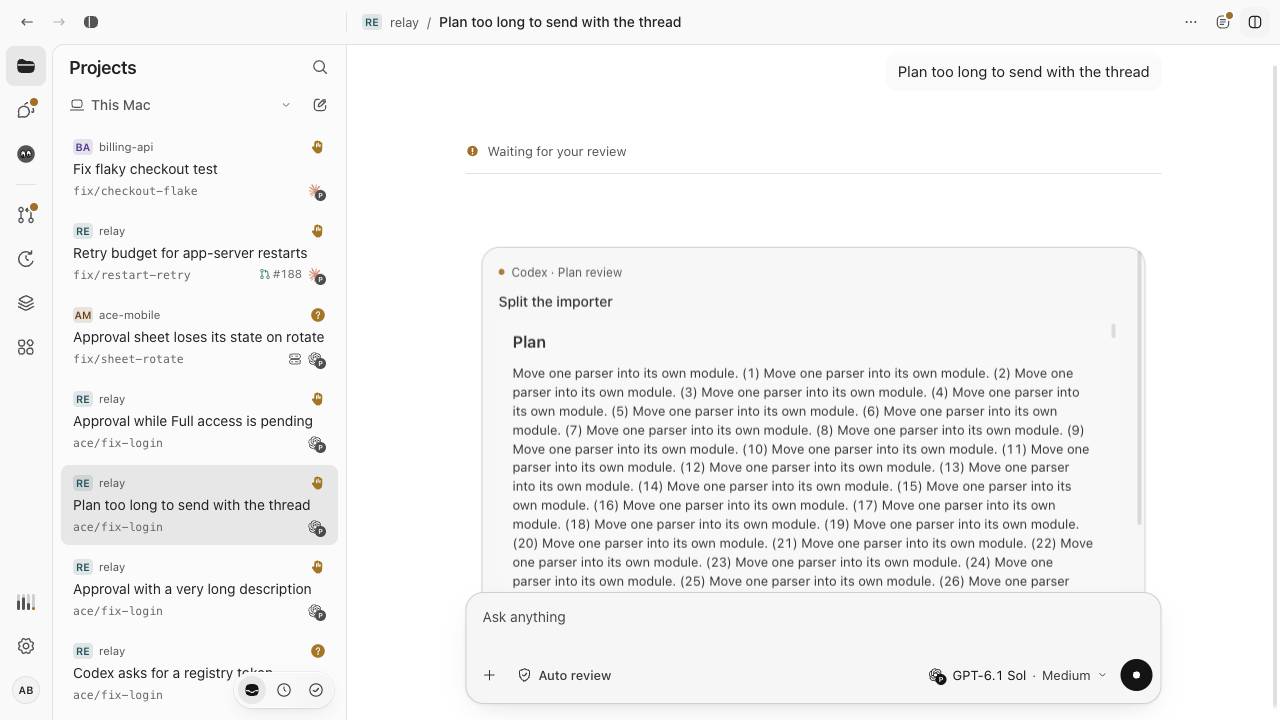 RE relay / Plan too long to send with the thread
Projects
This Mac
BA billing-api
Fix flaky checkout test
fix/checkout-flake
RE relay
Retry budget for app-server restarts
fix/restart-retry #188
AM ace-mobile
Approval sheet loses its state on rotate
fix/sheet-rotate
RE relay
Approval while Full access is pending
ace/fix-login
RE relay
Plan too long to send with the thread
ace/fix-login
RE relay
Approval with a very long description
ace/fix-login
RE relay
Codex asks for a registry token
ace/fix-login
AB
Plan too long to send with the thread
Waiting for your review
Codex · Plan review
Split the importer
Plan
Move one parser into its own module. (1) Move one parser into its own module. (2) Move one
parser into its own module. (3) Move one parser into its own module. (4) Move one parser into
its own module. (5) Move one parser into its own module. (6) Move one parser into its own
module. (7) Move one parser into its own module. (8) Move one parser into its own module. (9)
Move one parser into its own module. (10) Move one parser into its own module. (11) Move one
parser into its own module. (12) Move one parser into its own module. (13) Move one parser
into its own module. (14) Move one parser into its own module. (15) Move one parser into its
own module. (16) Move one parser into its own module. (17) Move one parser into its own
module. (18) Move one parser into its own module. (19) Move one parser into its own module.
(20) Move one parser into its own module. (21) Move one parser into its own module. (22) Move
one parser into its own module. (23) Move one parser into its own module. (24) Move one
parser into its own module. (25) Move one parser into its own module. (26) Move one parser
Ask anything
Auto review
GPT-6.1 Sol · Medium